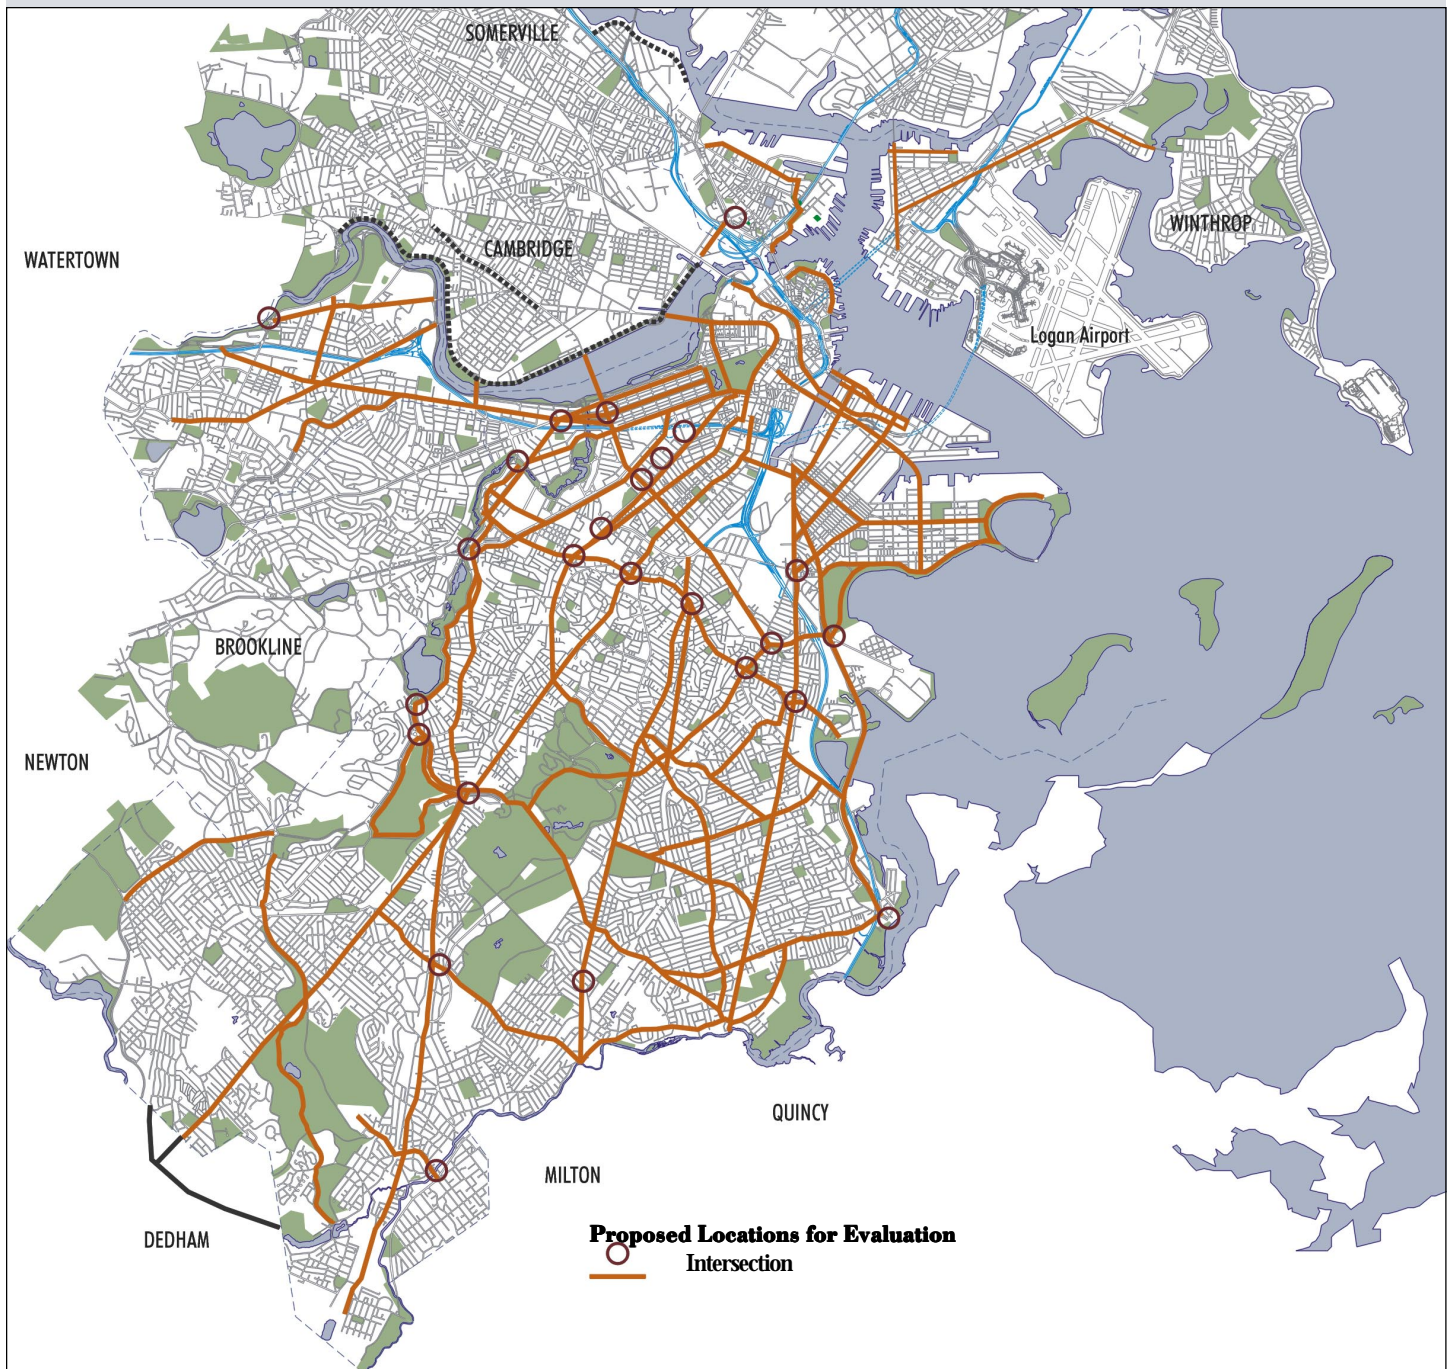 SOMERVILLE
WINTHROP
CAMBRIDGE
WATERTOWN
Logan Airport
BROOKLINE
NEWTON
QUINCY
MILTON
DEDHAM
Proposed Locations for Evaluation
Intersection